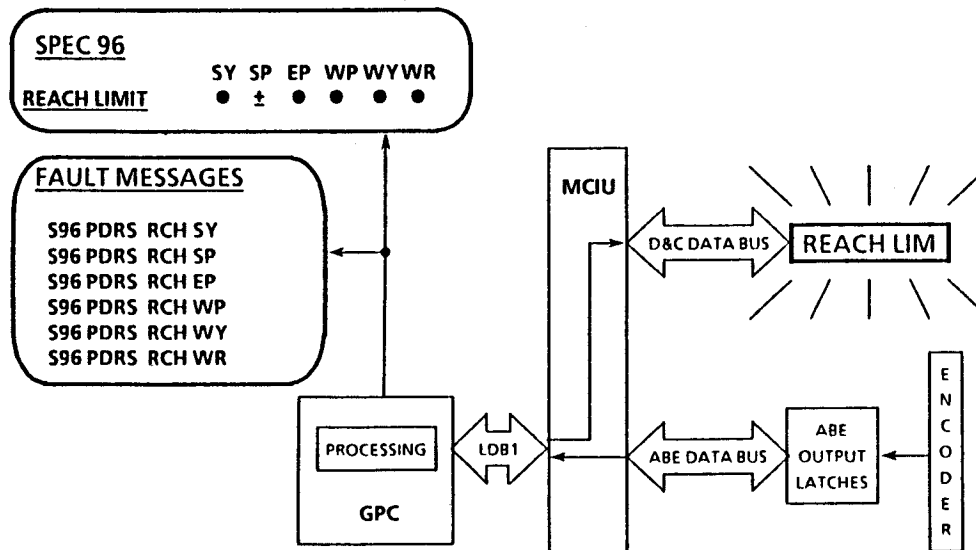 SPEC 96
SY SP EP WP WY WR
REACH LIMIT ● ± ● ● ● ●
FAULT MESSAGES
S96 PDRS RCH SY
S96 PDRS RCH SP
S96 PDRS RCH EP
S96 PDRS RCH WP
S96 PDRS RCH WY
S96 PDRS RCH WR
MCIU
D&C DATA BUS
REACH LIM
PROCESSING
GPC
LDB1
ABE DATA BUS
ABE
OUTPUT
LATCHES
ENCODER